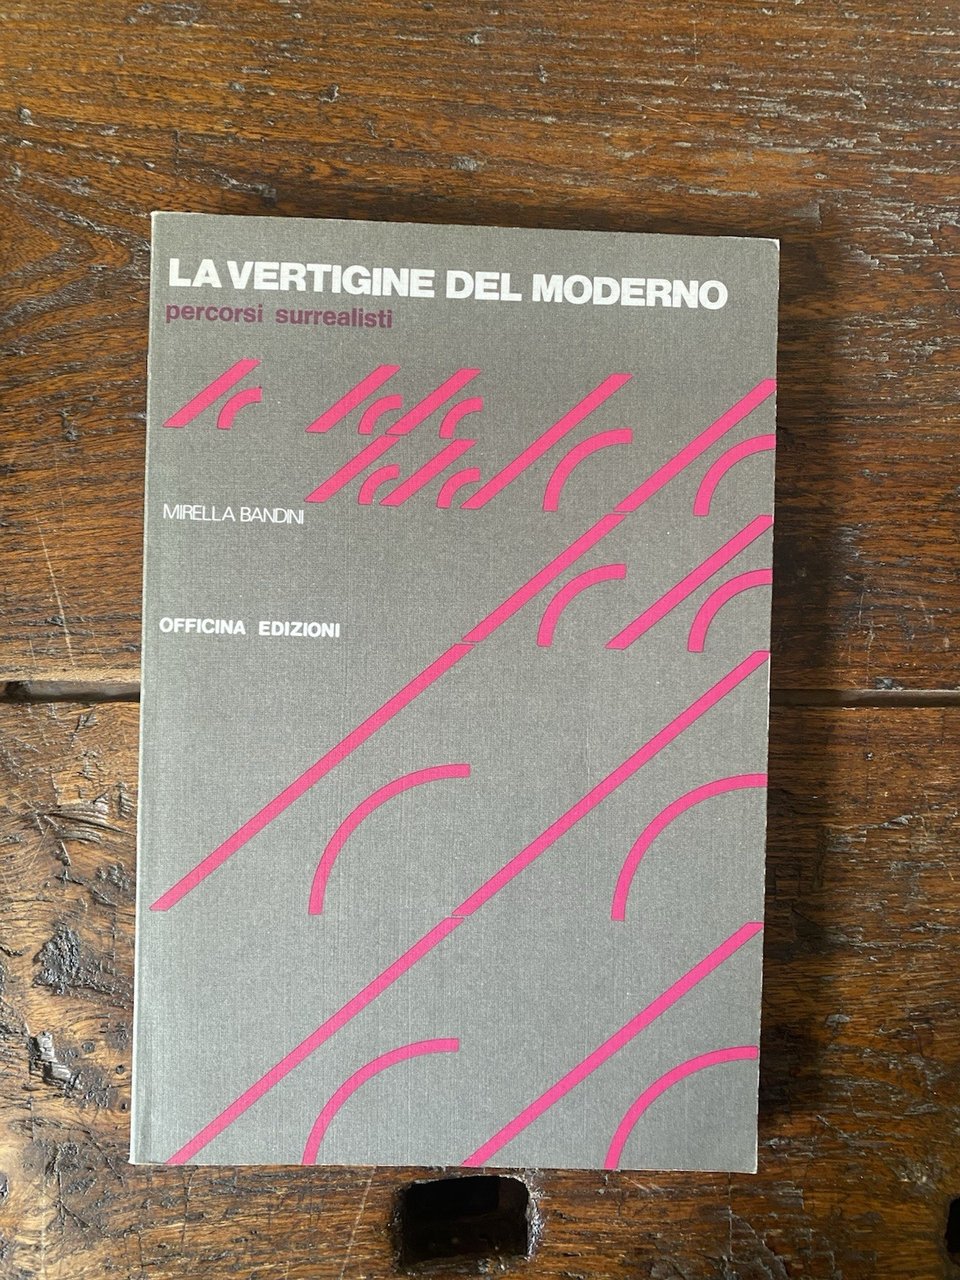 LA VERTIGINE DEL MODERNO
percorsi surrealisti
MIRELLA BANDINI
OFFICINA EDIZIONI